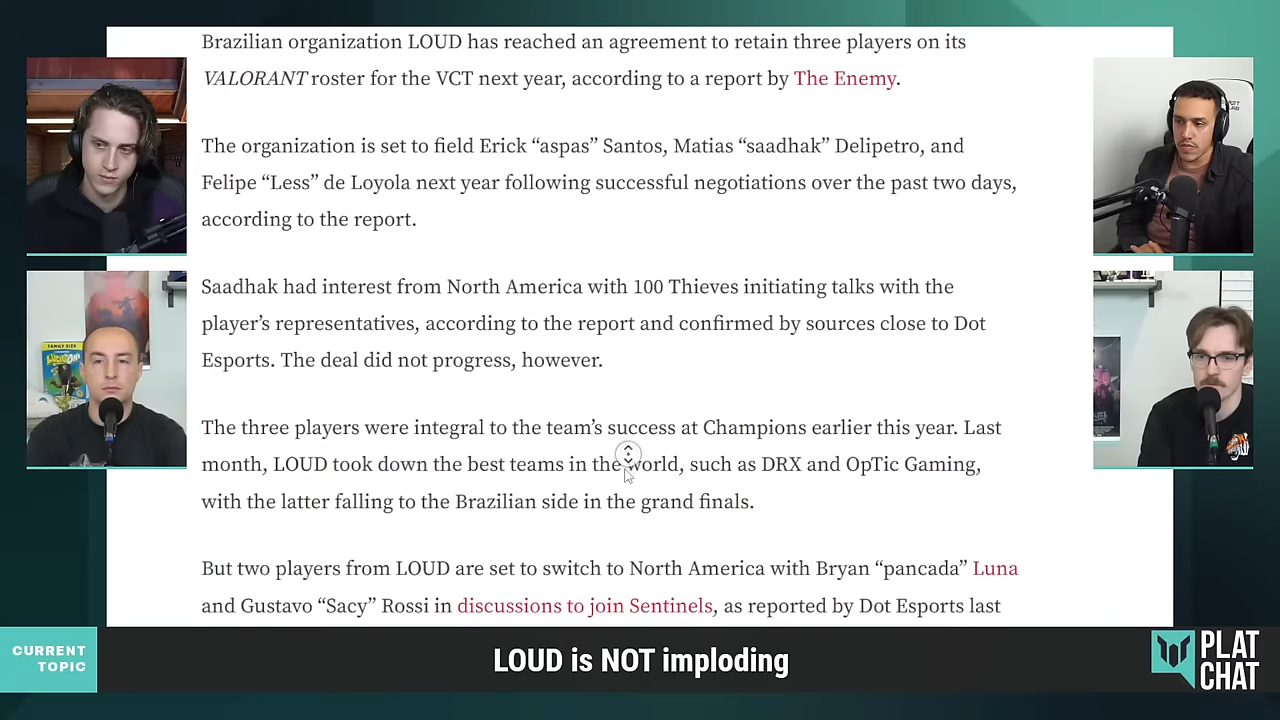 Brazilian organization LOUD has reached an agreement to retain three players on its
VALORANT roster for the VCT next year, according to a report by The Enemy.
The organization is set to field Erick “aspas” Santos, Matias “saadhak” Delipetro, and
Felipe “Less” de Loyola next year following successful negotiations over the past two days,
according to the report.
Saadhak had interest from North America with 100 Thieves initiating talks with the
player’s representatives, according to the report and confirmed by sources close to Dot
Esports. The deal did not progress, however.
The three players were integral to the team’s success at Champions earlier this year. Last
month, LOUD took down the best teams in the world, such as DRX and OpTic Gaming,
with the latter falling to the Brazilian side in the grand finals.
But two players from LOUD are set to switch to North America with Bryan “pancada” Luna
and Gustavo “Sacy” Rossi in discussions to join Sentinels, as reported by Dot Esports last
FAMILY SIZE
CURRENT
TOPIC
LOUD is NOT imploding
PLAT
CHAT